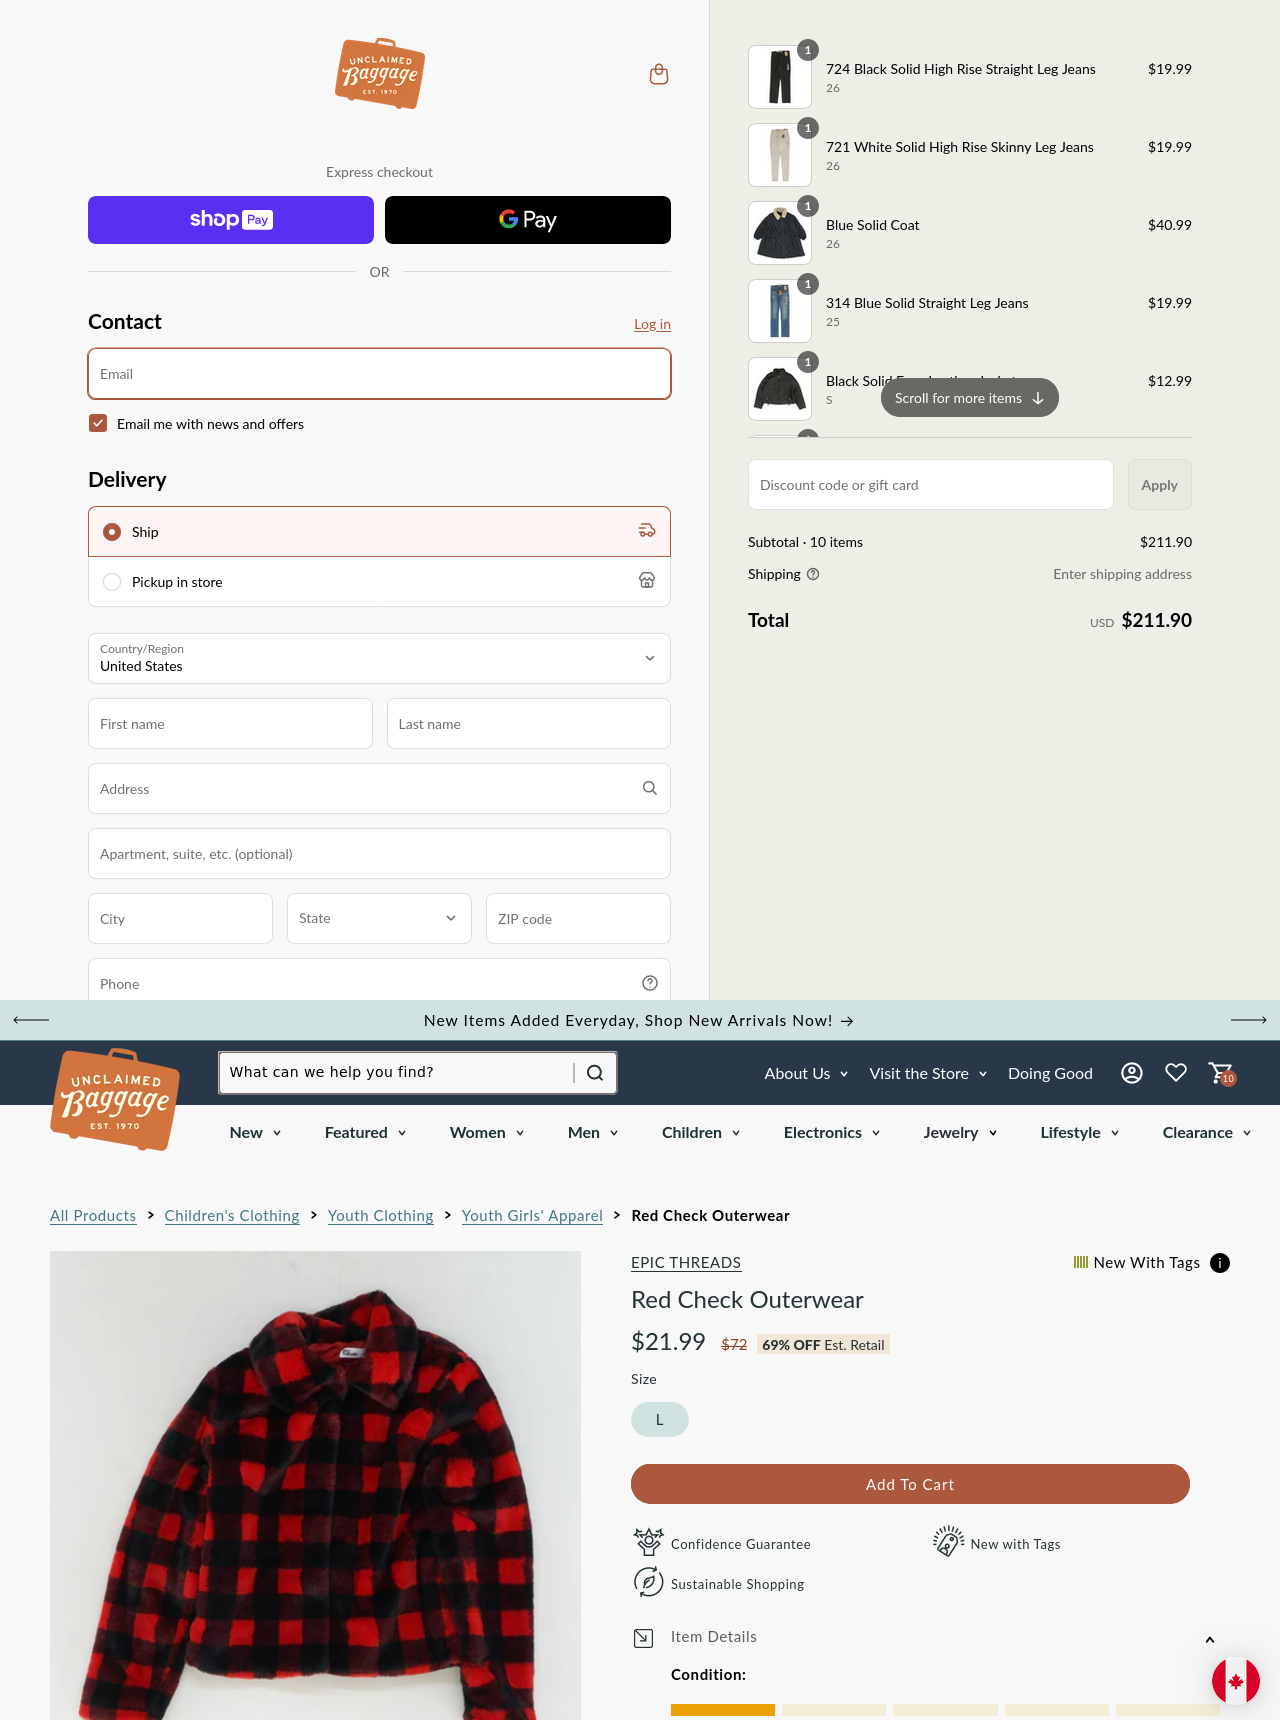 UNCLAIMED
Baggage
EST. 1970
Express checkout
shop Pay
G Pay
OR
Contact
Log in
Email
Email me with news and offers
Delivery
Ship
Pickup in store
Country/Region
United States
First name
Last name
Address
Apartment, suite, etc. (optional)
City
State
ZIP code
Phone
1
724 Black Solid High Rise Straight Leg Jeans
$19.99
26
1
721 White Solid High Rise Skinny Leg Jeans
$19.99
26
1
Blue Solid Coat
$40.99
26
1
314 Blue Solid Straight Leg Jeans
$19.99
25
1
Black Solid
$12.99
S
Scroll for more items
Discount code or gift card
Apply
Subtotal · 10 items
$211.90
Shipping
Enter shipping address
Total
USD $211.90
New Items Added Everyday, Shop New Arrivals Now! →
UNCLAIMED
Baggage
EST. 1970
What can we help you find?
About Us
Visit the Store
Doing Good
10
New
Featured
Women
Men
Children
Electronics
Jewelry
Lifestyle
Clearance
All Products > Children's Clothing > Youth Clothing > Youth Girls' Apparel > Red Check Outerwear
EPIC THREADS
New With Tags i
Red Check Outerwear
$21.99 $72 69% OFF Est. Retail
Size
L
Add To Cart
Confidence Guarantee
New with Tags
Sustainable Shopping
Item Details
Condition: